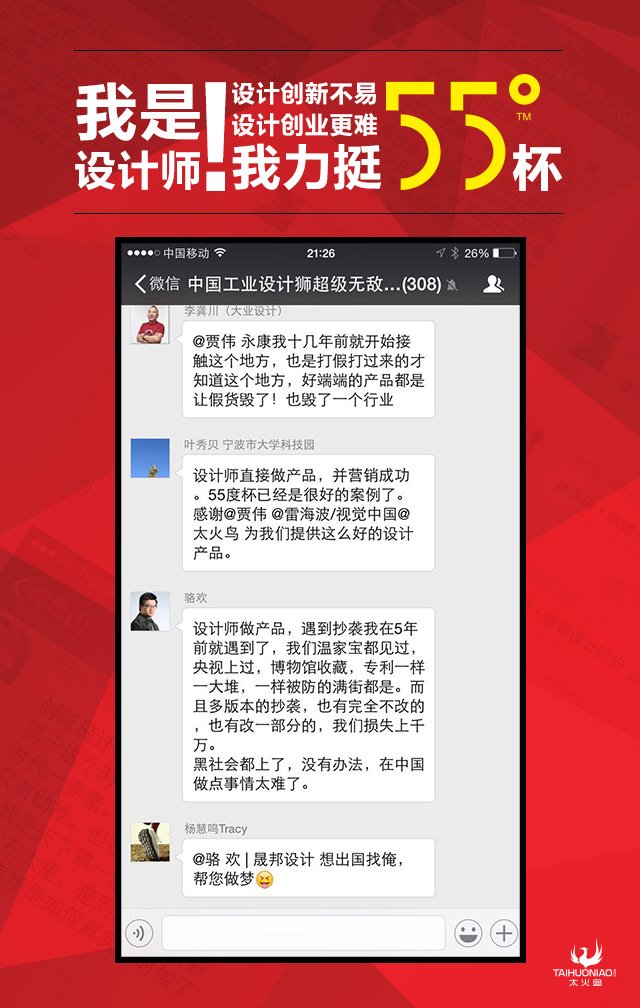 我是！
设计师
设计创新不易
设计创业更难
我力挺
55°杯
TM
中国移动
21:26
26%
微信
中国工业设计狮超级无敌…(308)
李龚川（大业设计）
@贾伟 永康我十几年前就开始接
触这个地方，也是打假打过来的才
知道这个地方，好端端的产品都是
让假货毁了！也毁了一个行业
叶秀贝 宁波市大学科技园
设计师直接做产品，并营销成功
。55度杯已经是很好的案例了。
感谢@贾伟 @雷海波/视觉中国@
太火鸟 为我们提供这么好的设计
产品。
骆欢
设计师做产品，遇到抄袭我在5年
前就遇到了，我们温家宝都见过，
央视上过，博物馆收藏，专利一样
一大堆，一样被防的满街都是。而
且多版本的抄袭，也有完全不改的
，也有改一部分的，我们损失上千
万。
黑社会都上了，没有办法，在中国
做点事情太难了。
杨慧鸣Tracy
@骆 欢 | 晟邦设计 想出国找俺，
帮您做梦😝
TAIHUONIAO
太火鸟